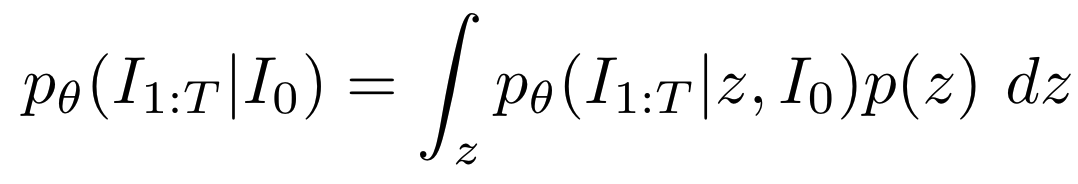 p_θ(I_{1:T}|I_0) = ∫_z p_θ(I_{1:T}|z, I_0)p(z) dz